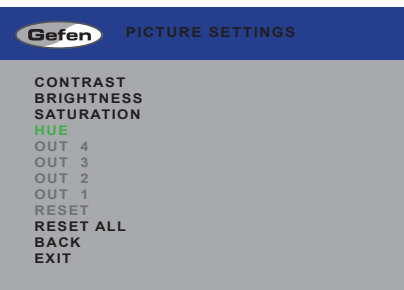 Gefen PICTURE SETTINGS
CONTRAST
BRIGHTNESS
SATURATION
HUE
OUT 4
OUT 3
OUT 2
OUT 1
RESET
RESET ALL
BACK
EXIT